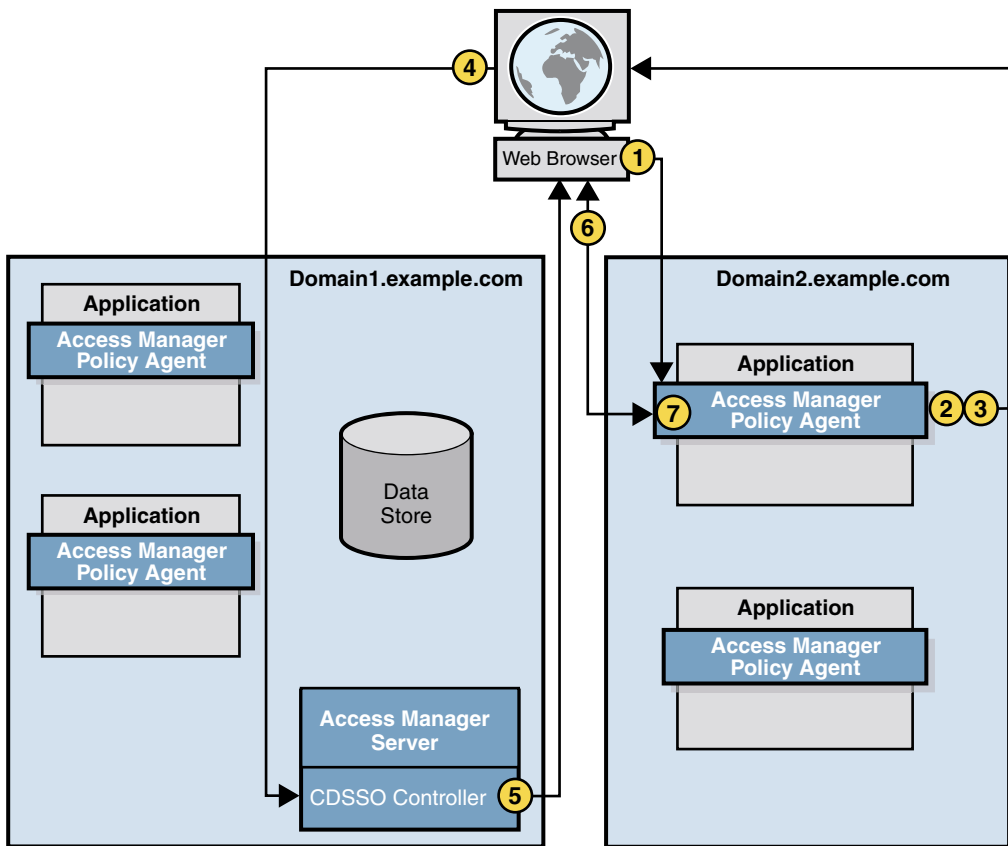 4
Web Browser
1
6
Domain1.example.com
Application
Access Manager
Policy Agent
Application
Access Manager
Policy Agent
Data
Store
Access Manager
Server
CDSSO Controller
5
Domain2.example.com
Application
7
Access Manager
Policy Agent
2
3
Application
Access Manager
Policy Agent